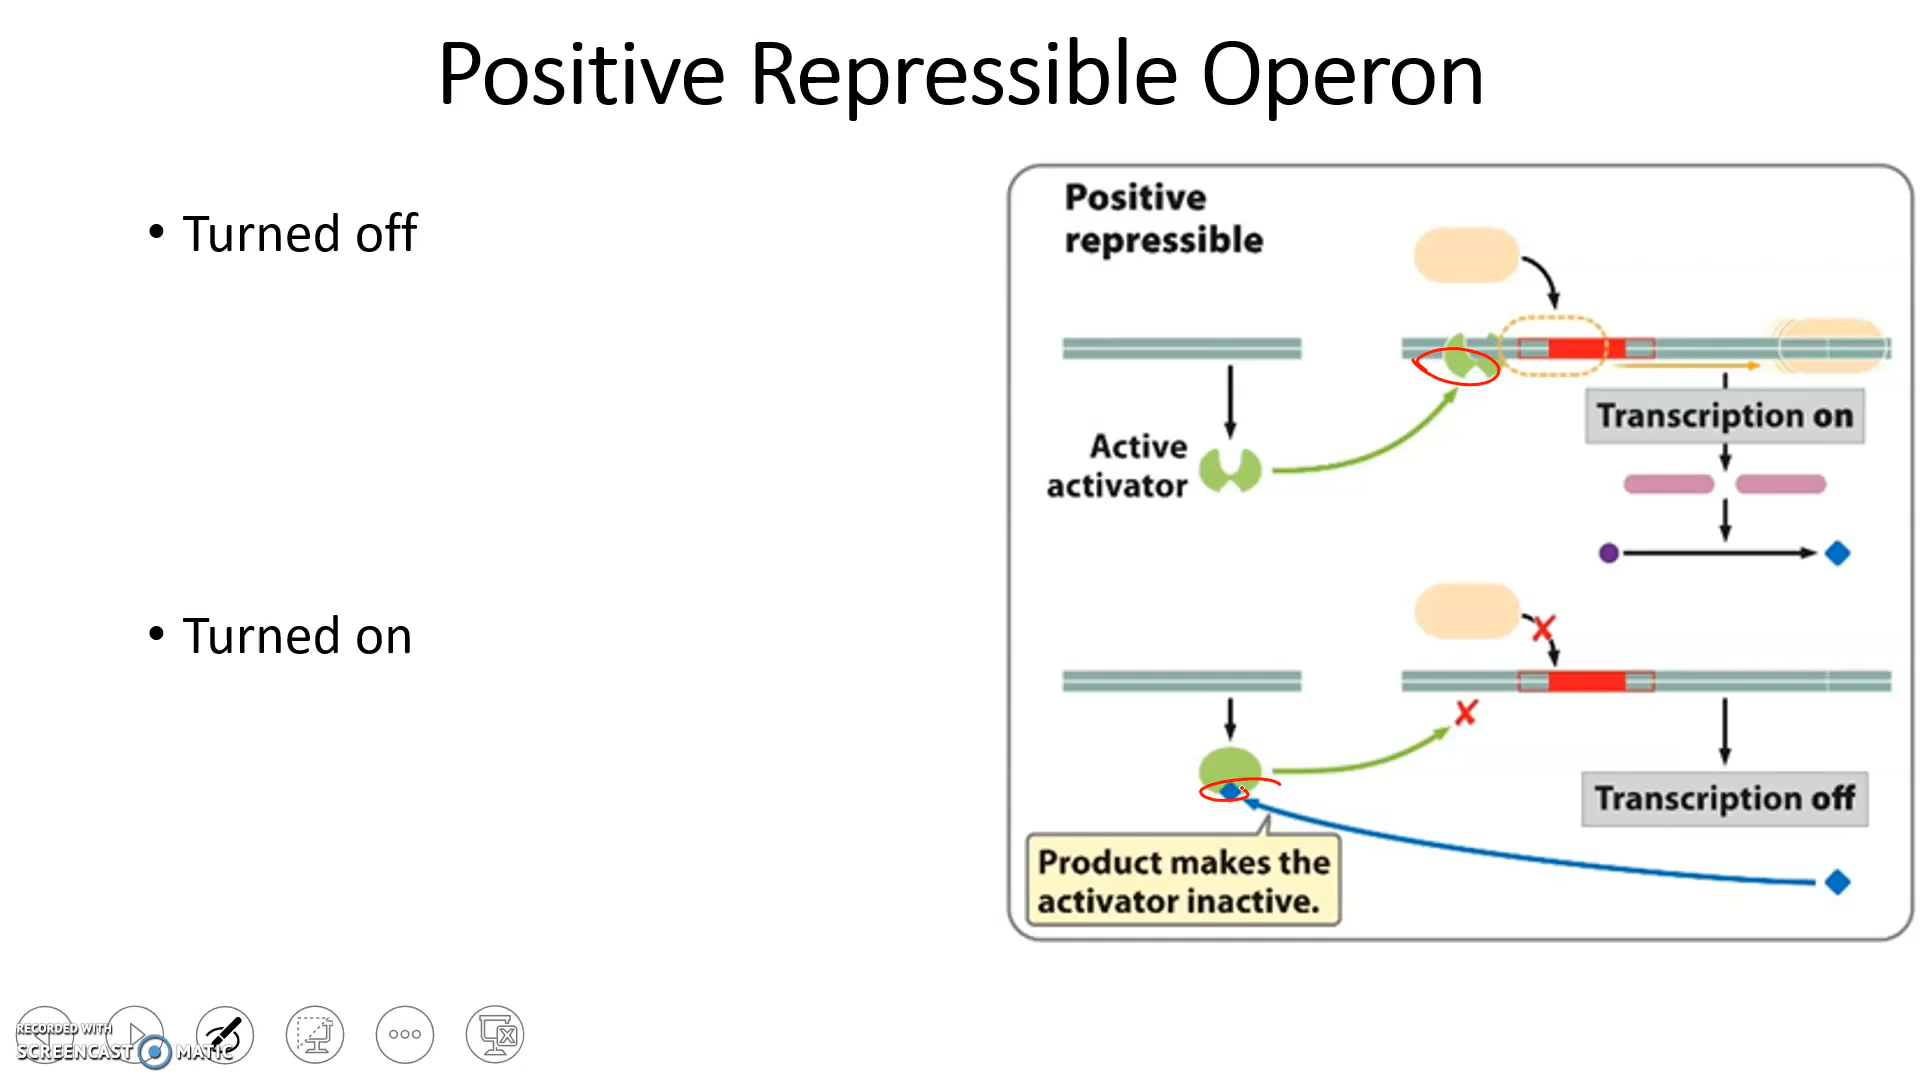 Positive Repressible Operon
• Turned off
• Turned on
Positive
repressible
Active
activator
Transcription on
Transcription off
Product makes the
activator inactive.
RECORDED WITH
SCREENCAST MATIC